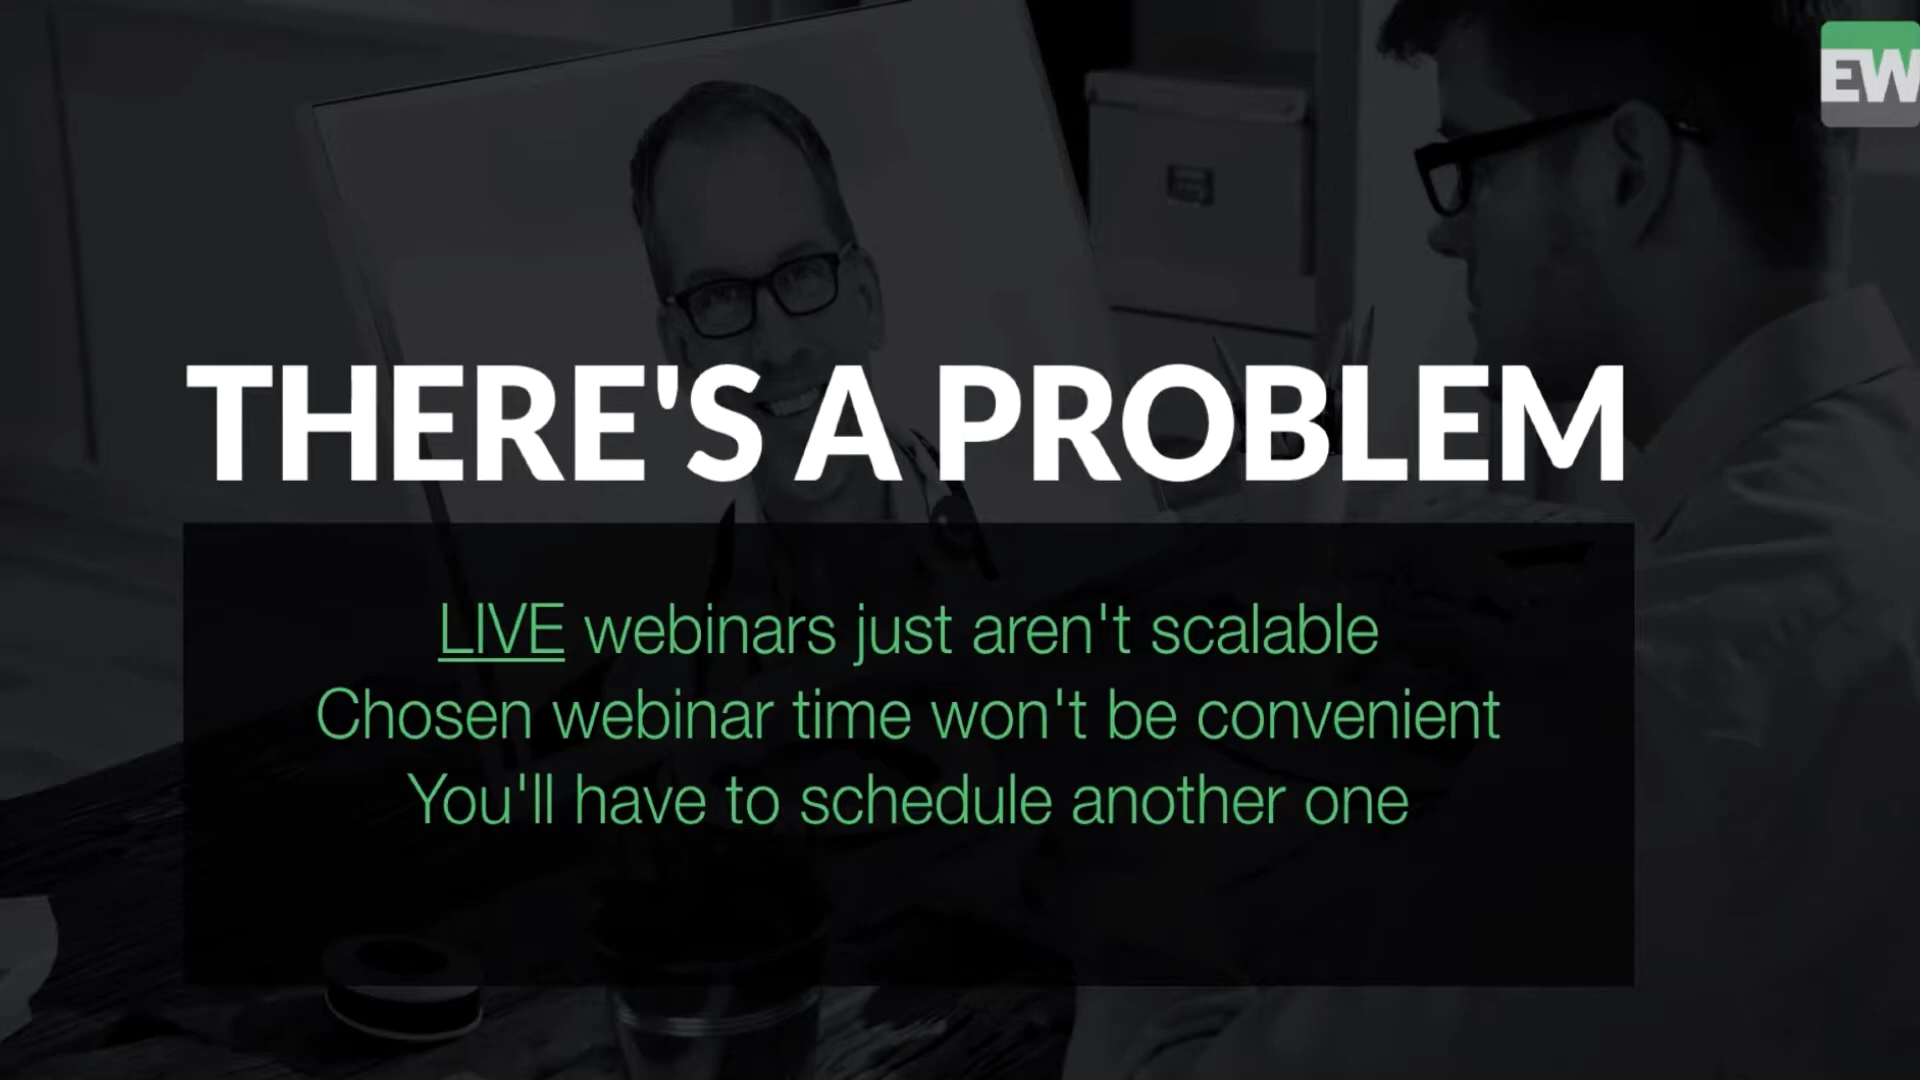 EW
THERE'S A PROBLEM
LIVE webinars just aren't scalable
Chosen webinar time won't be convenient
You'll have to schedule another one